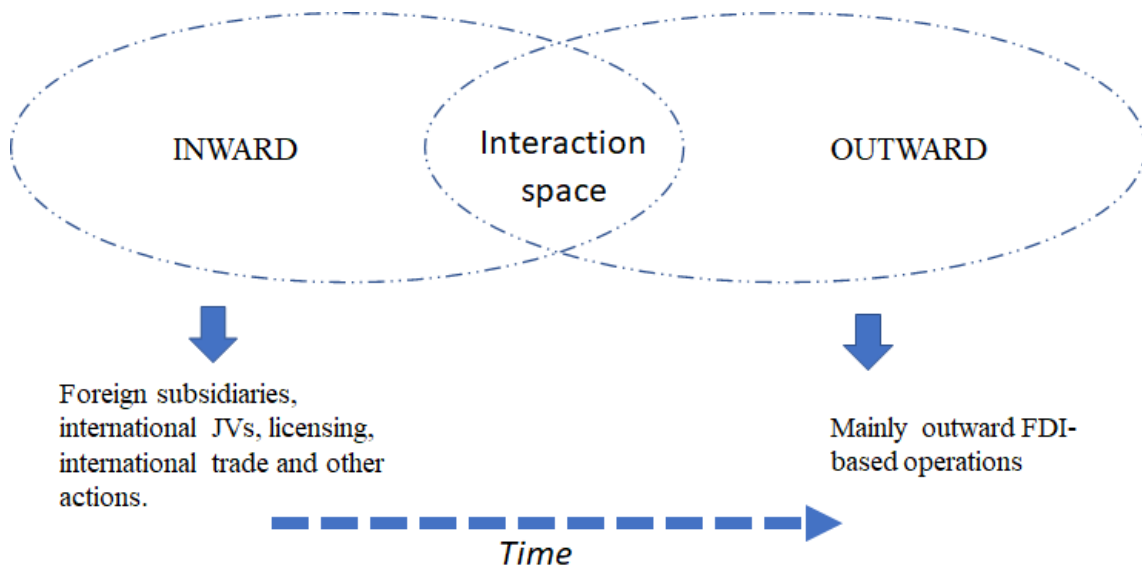 INWARD
Interaction
space
OUTWARD
Foreign subsidiaries,
international JVs, licensing,
international trade and other
actions.
Mainly outward FDI-
based operations
Time